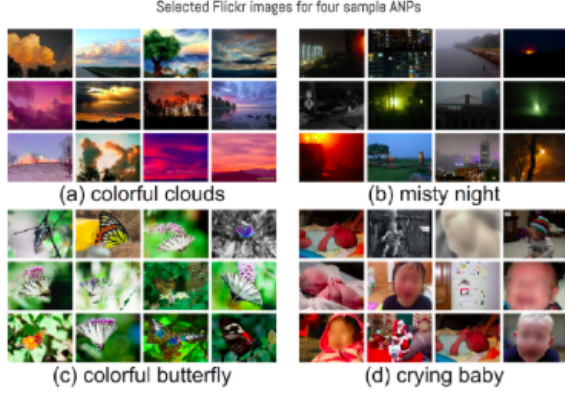 Selected Flickr images for four sample ANPs
(a) colorful clouds
(b) misty night
(c) colorful butterfly
(d) crying baby